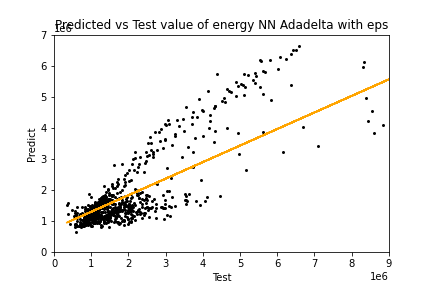 Predicted vs Test value of energy NN Adadelta with eps
1e6
7
6
5
4
3
2
1
0
Predict
0 1 2 3 4 5 6 7 8 9
Test
1e6